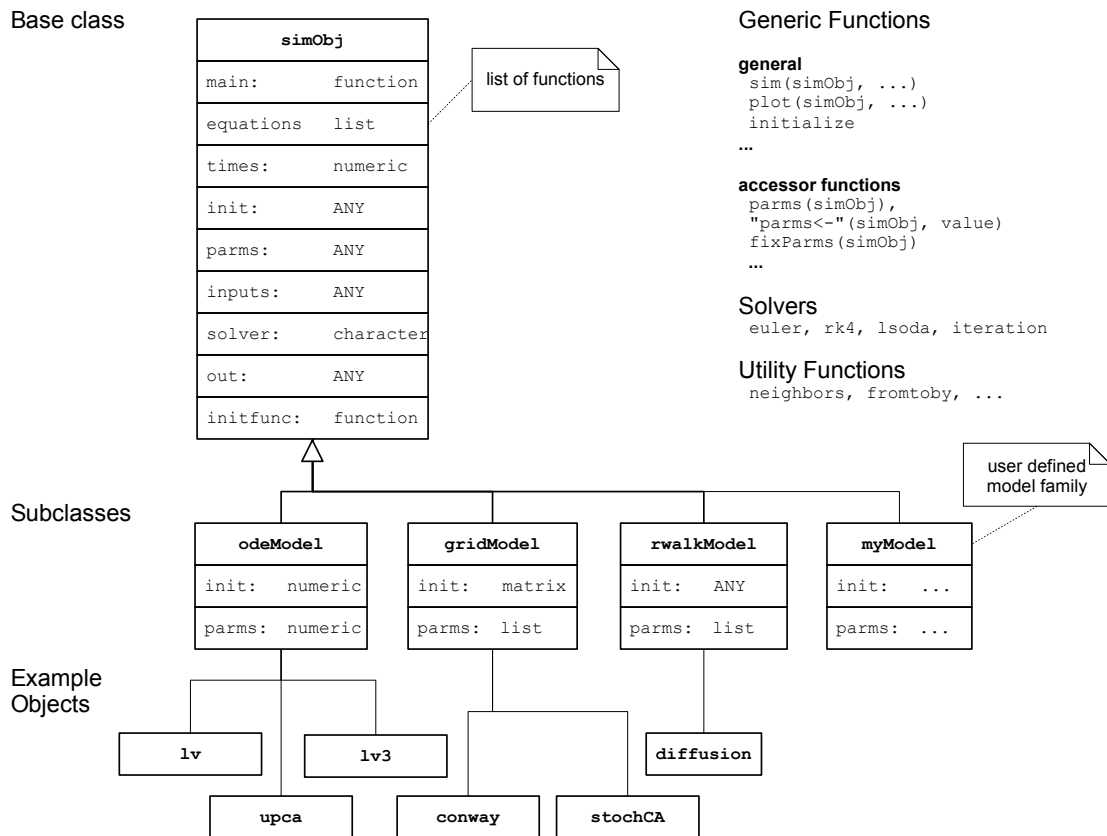 Base class
simObj
main: function
equations list
times: numeric
init: ANY
parms: ANY
inputs: ANY
solver: character
out: ANY
initfunc: function
list of functions
Generic Functions
general
sim(simObj, ...)
plot(simObj, ...)
initialize
...
accessor functions
parms(simObj),
"parms<-"(simObj, value)
fixParms(simObj)
...
Solvers
euler, rk4, lsoda, iteration
Utility Functions
neighbors, fromtoby, ...
user defined
model family
Subclasses
odeModel
init: numeric
parms: numeric
gridModel
init: matrix
parms: list
rwalkModel
init: ANY
parms: list
myModel
init: ...
parms: ...
Example
Objects
lv
lv3
diffusion
upca
conway
stochCA